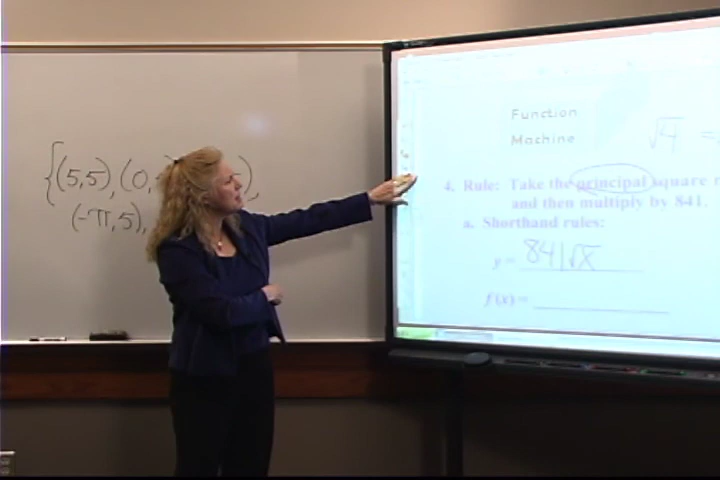 {(5,5), (0,
(-π,5),
Function
Machine
√4 =
4. Rule: Take the principal square
and then multiply by 841.
a. Shorthand rules:
y = 841√x
f(x) =